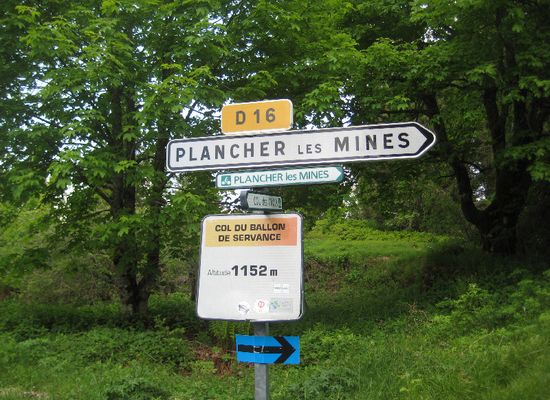 D 16
PLANCHER LES MINES
PLANCHER les MINES
COL DU BALLON
DE SERVANCE
Altitude 1152 m